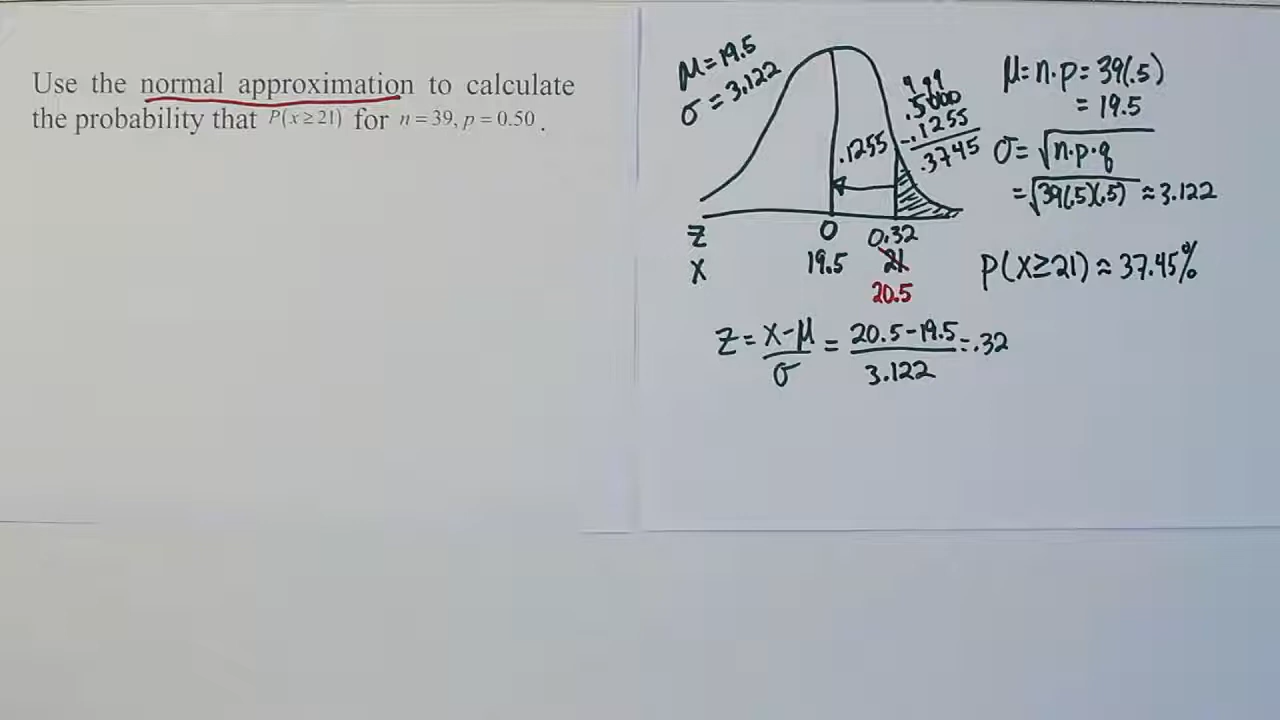 Use the normal approximation to calculate
the probability that P(x≥21) for n=39, p=0.50.
μ=19.5
σ=3.122
9 99
.5000
-.1255
.3745
.1255
Z 0 0.32
X 19.5 21
20.5
Z = X-μ/σ = 20.5-19.5/3.122 = .32
μ=n·p=39(.5)
= 19.5
σ=√n·p·q
=√39(.5)(.5) ≈3.122
P(X≥21)≈37.45%